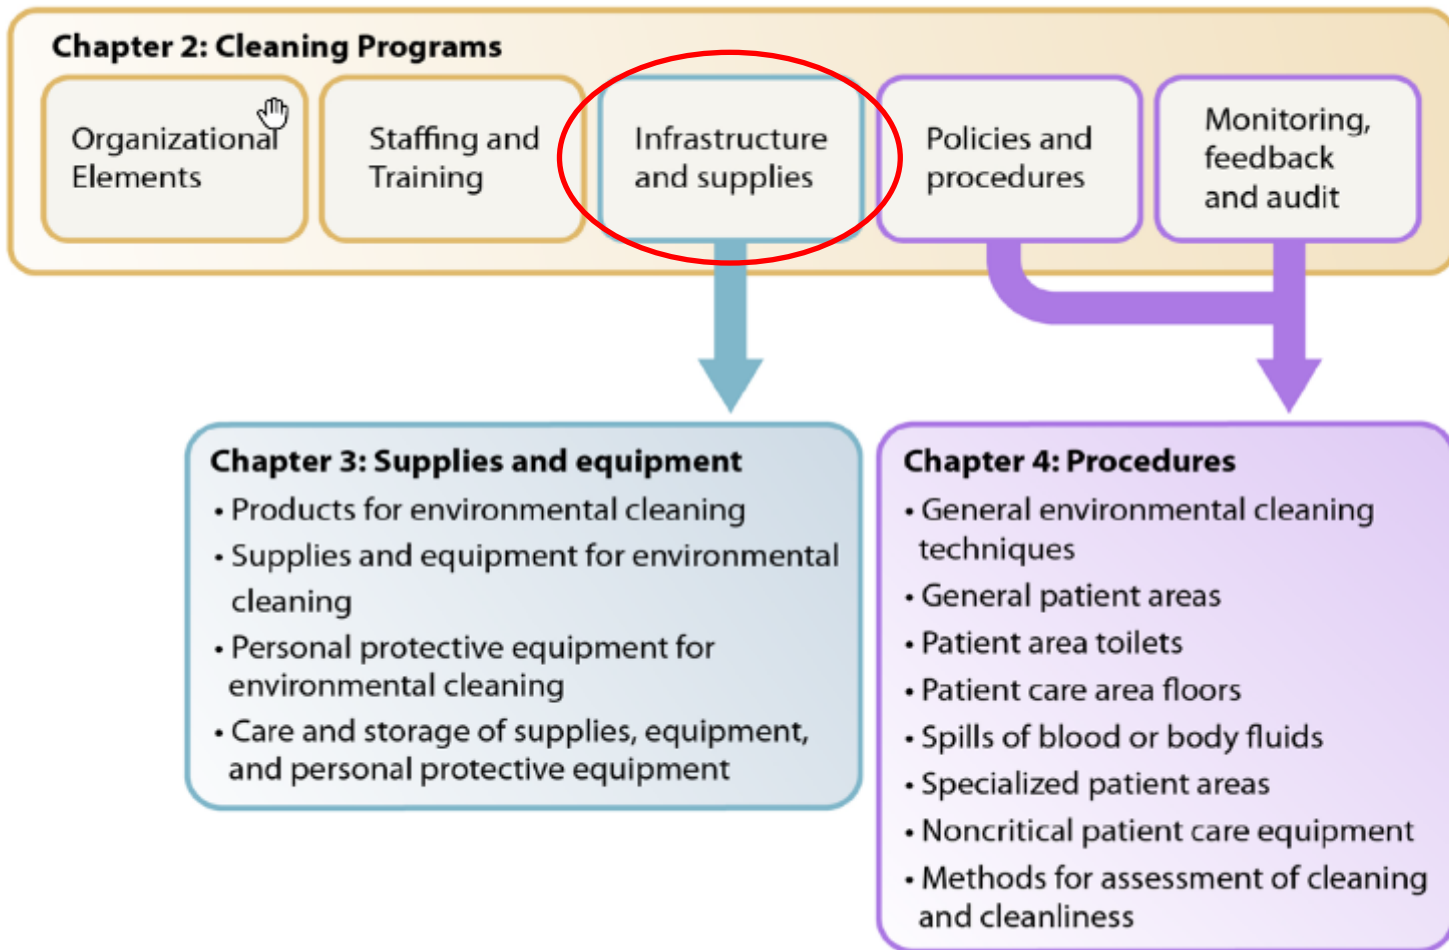 Chapter 2: Cleaning Programs
Organizational
Elements
Staffing and
Training
Infrastructure
and supplies
Policies and
procedures
Monitoring,
feedback
and audit
Chapter 3: Supplies and equipment
• Products for environmental cleaning
• Supplies and equipment for environmental
cleaning
• Personal protective equipment for
environmental cleaning
• Care and storage of supplies, equipment,
and personal protective equipment
Chapter 4: Procedures
• General environmental cleaning
techniques
• General patient areas
• Patient area toilets
• Patient care area floors
• Spills of blood or body fluids
• Specialized patient areas
• Noncritical patient care equipment
• Methods for assessment of cleaning
and cleanliness